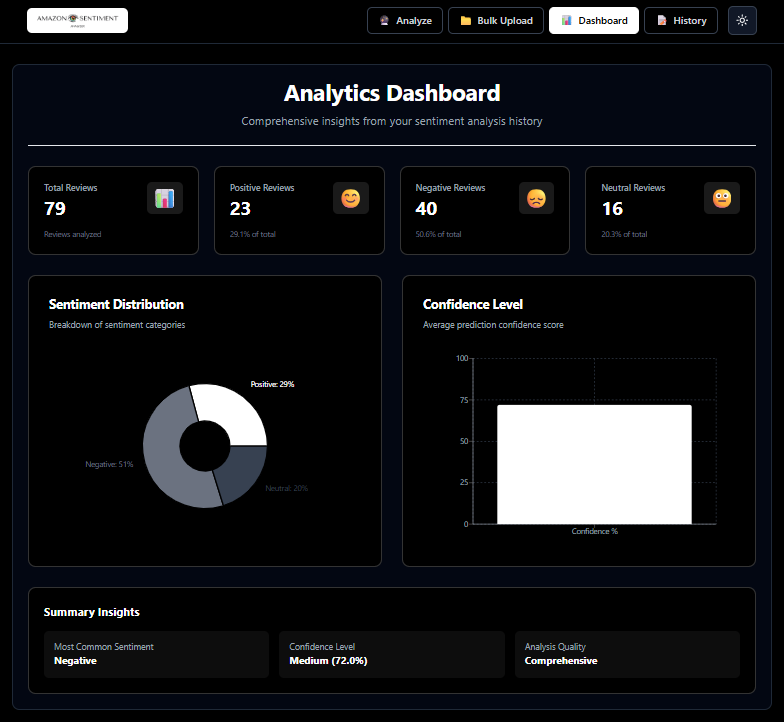 AMAZON SENTIMENT
Analyze
Bulk Upload
Dashboard
History
Analytics Dashboard
Comprehensive insights from your sentiment analysis history
Total Reviews
79
Reviews analyzed
Positive Reviews
23
29.1% of total
Negative Reviews
40
50.6% of total
Neutral Reviews
16
20.3% of total
Sentiment Distribution
Breakdown of sentiment categories
Positive: 29%
Negative: 51%
Neutral: 20%
Confidence Level
Average prediction confidence score
100
75
50
25
0
Confidence %
Summary Insights
Most Common Sentiment
Negative
Confidence Level
Medium (72.0%)
Analysis Quality
Comprehensive